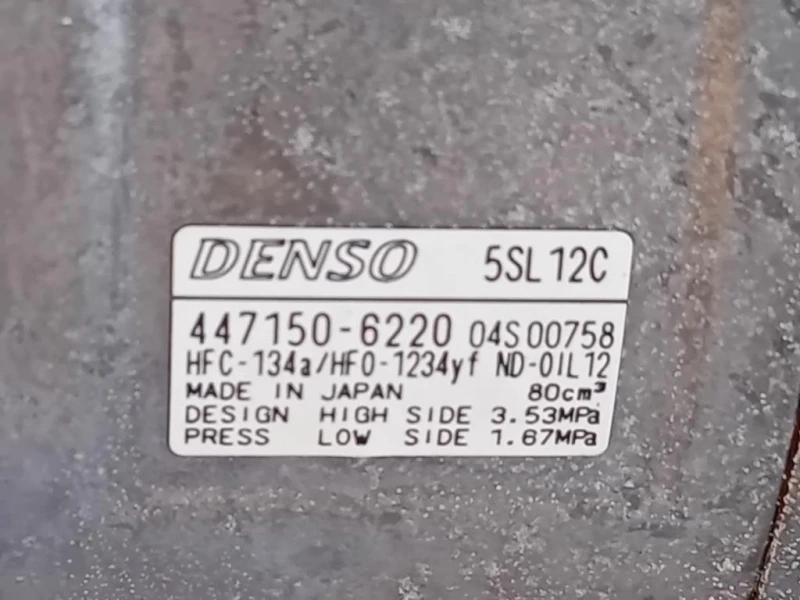 DENSO 5SL12C
447150-6220 04S00758
HFC-134a/HFO-1234yf ND-OIL12
MADE IN JAPAN 80cm³
DESIGN HIGH SIDE 3.53MPa
PRESS LOW SIDE 1.67MPa